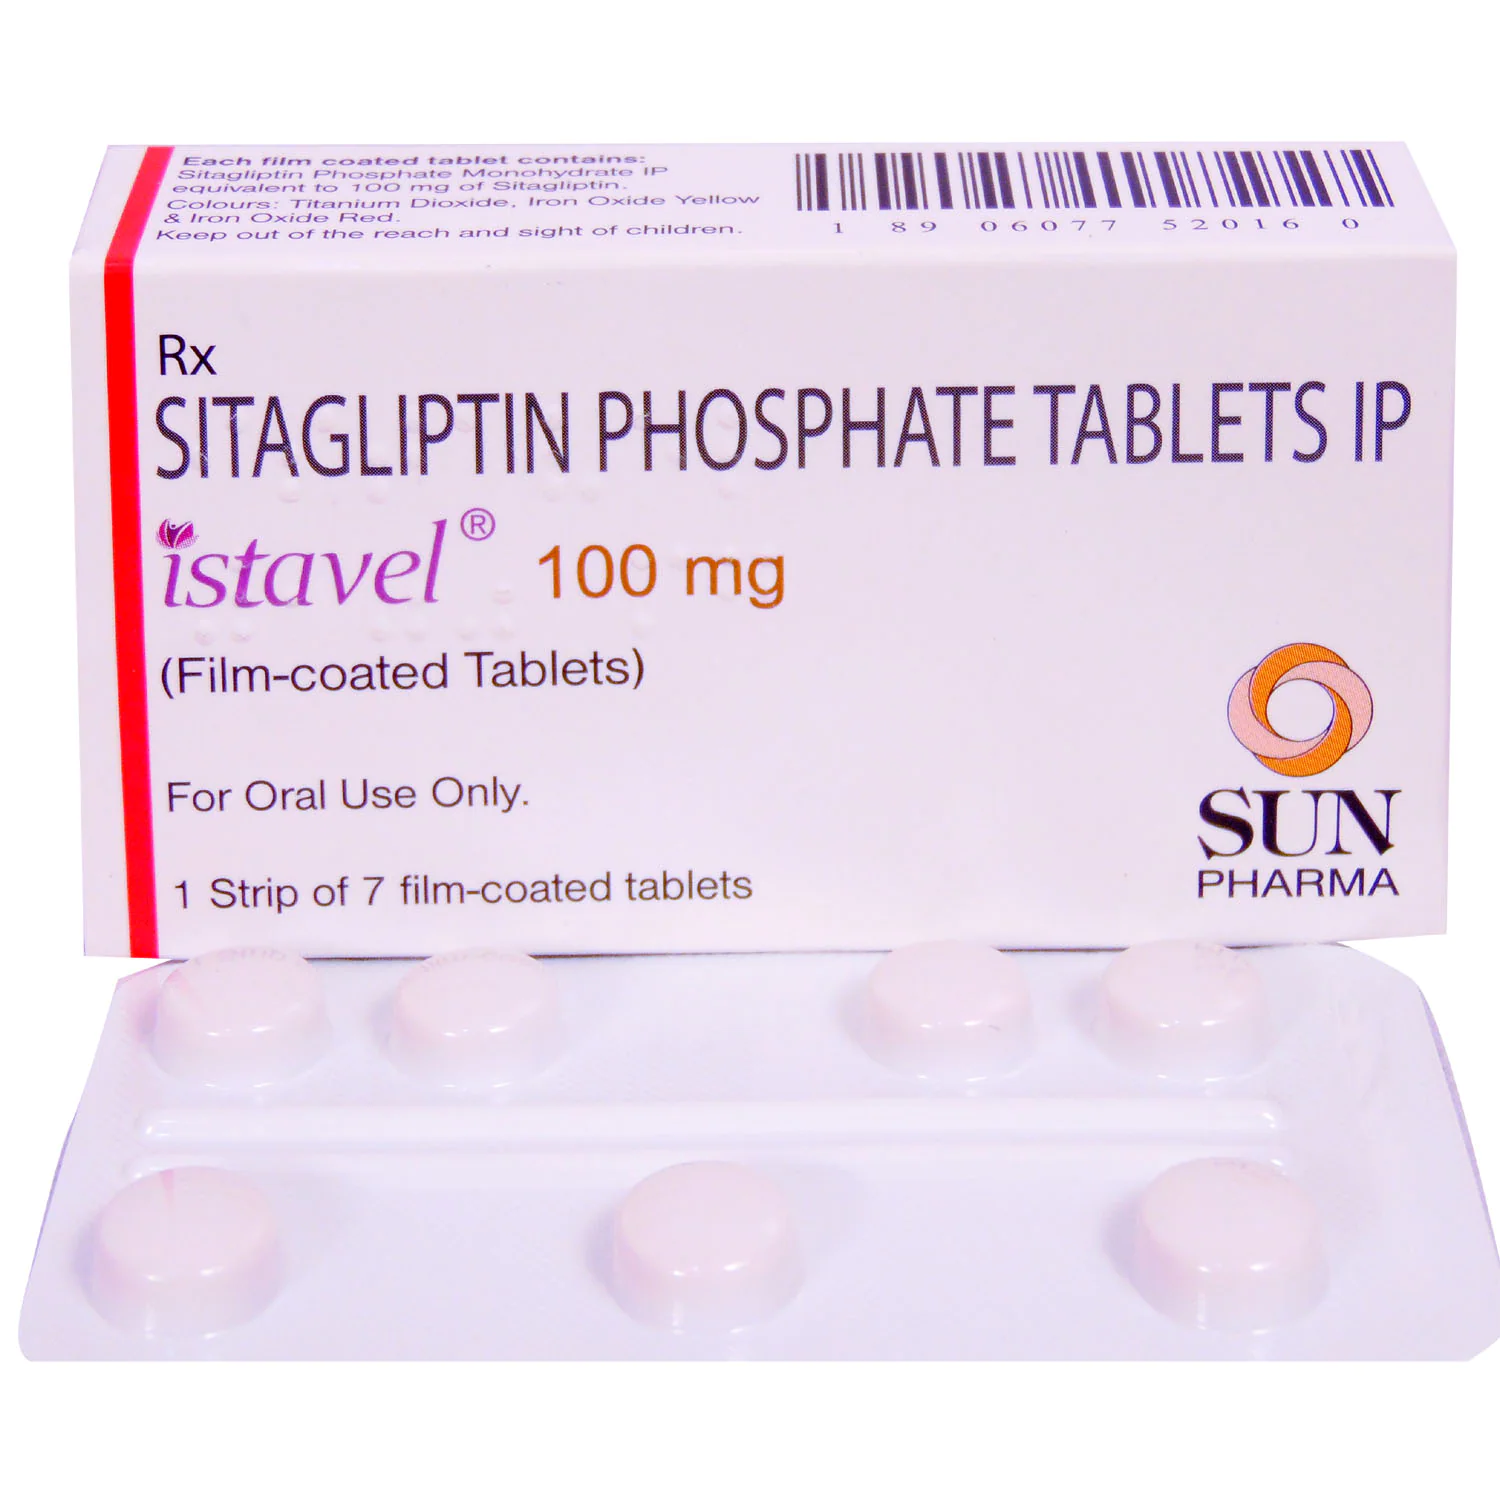 Each film coated tablet contains:
Sitagliptin Phosphate Monohydrate IP
equivalent to 100 mg of Sitagliptin.
Colours: Titanium Dioxide, Iron Oxide Yellow
& Iron Oxide Red.
Keep out of the reach and sight of children.
1 89 06077 52016 0
Rx
SITAGLIPTIN PHOSPHATE TABLETS IP
istavel® 100 mg
(Film-coated Tablets)
For Oral Use Only.
1 Strip of 7 film-coated tablets
SUN
PHARMA